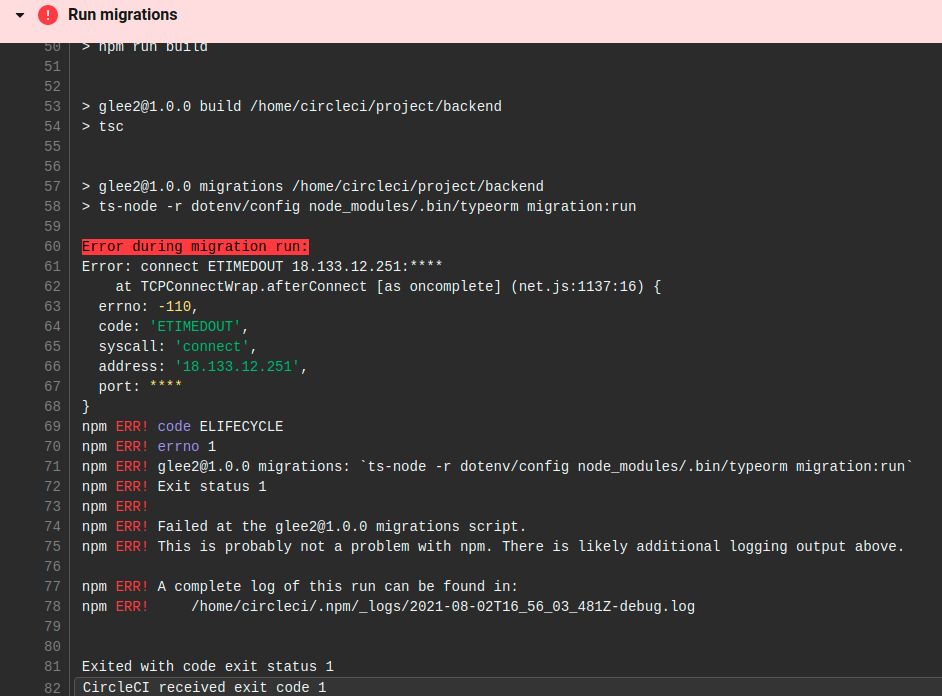 Run migrations
50 > npm run build
51
52
53 > glee2@1.0.0 build /home/circleci/project/backend
54 > tsc
55
56
57 > glee2@1.0.0 migrations /home/circleci/project/backend
58 > ts-node -r dotenv/config node_modules/.bin/typeorm migration:run
59
60 Error during migration run:
61 Error: connect ETIMEDOUT 18.133.12.251:****
62     at TCPConnectWrap.afterConnect [as oncomplete] (net.js:1137:16) {
63   errno: -110,
64   code: 'ETIMEDOUT',
65   syscall: 'connect',
66   address: '18.133.12.251',
67   port: ****
68 }
69 npm ERR! code ELIFECYCLE
70 npm ERR! errno 1
71 npm ERR! glee2@1.0.0 migrations: `ts-node -r dotenv/config node_modules/.bin/typeorm migration:run`
72 npm ERR! Exit status 1
73 npm ERR!
74 npm ERR! Failed at the glee2@1.0.0 migrations script.
75 npm ERR! This is probably not a problem with npm. There is likely additional logging output above.
76
77 npm ERR! A complete log of this run can be found in:
78 npm ERR!     /home/circleci/.npm/_logs/2021-08-02T16_56_03_481Z-debug.log
79
80
81 Exited with code exit status 1
82 CircleCI received exit code 1